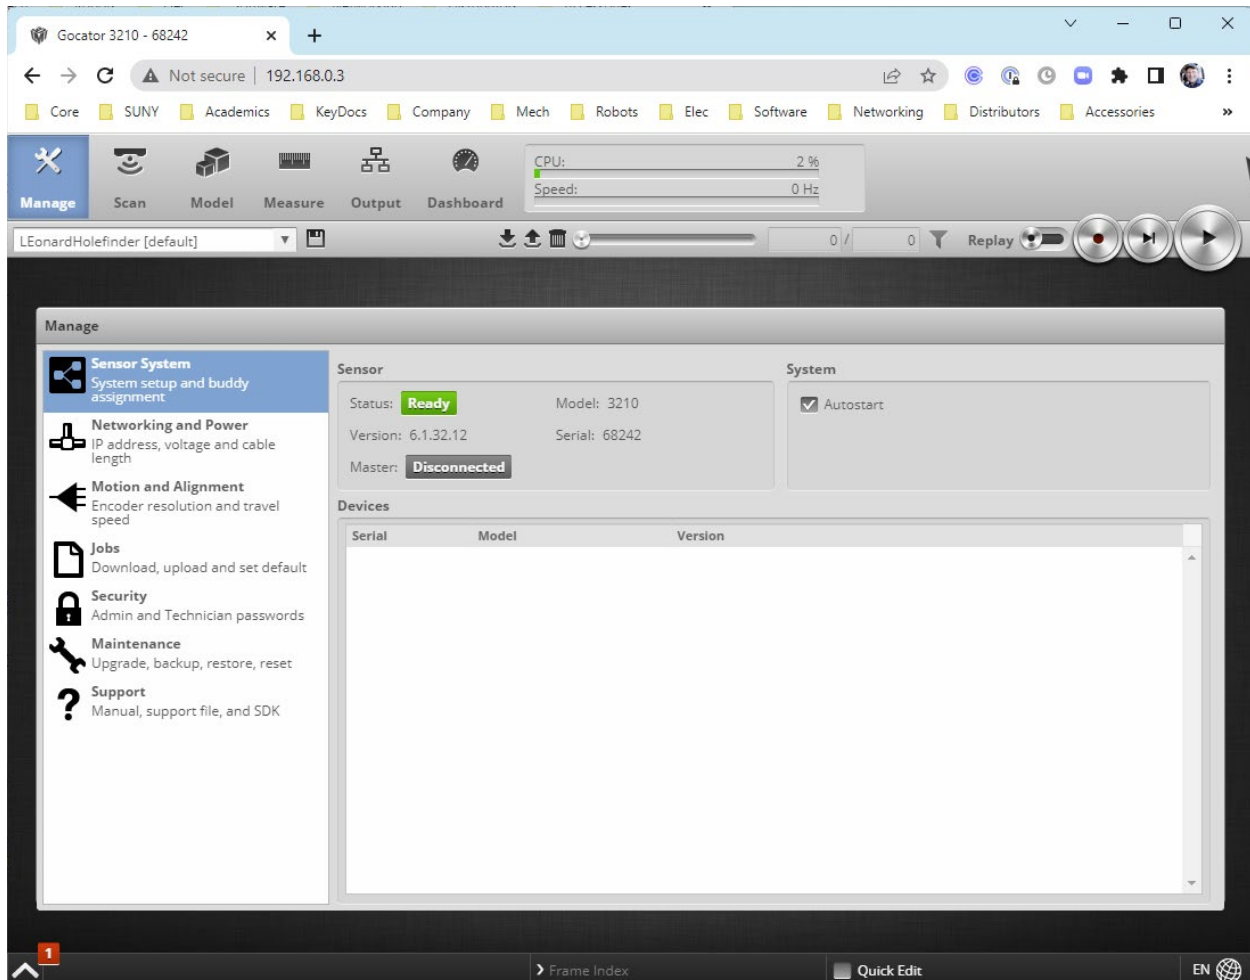 Gocator 3210 - 68242
Not secure | 192.168.0.3
Core SUNY Academics KeyDocs Company Mech Robots Elec Software Networking Distributors Accessories »
CPU: 2 %
Speed: 0 Hz
Manage Scan Model Measure Output Dashboard
LEonardHolefinder [default] 0 / 0 Replay
Manage
Sensor System
System setup and buddy
assignment
Networking and Power
IP address, voltage and cable
length
Motion and Alignment
Encoder resolution and travel
speed
Jobs
Download, upload and set default
Security
Admin and Technician passwords
Maintenance
Upgrade, backup, restore, reset
Support
Manual, support file, and SDK
Sensor
Status: Ready Model: 3210
Version: 6.1.32.12 Serial: 68242
Master: Disconnected
System
Autostart
Devices
Serial Model Version
1
Frame Index
Quick Edit
EN